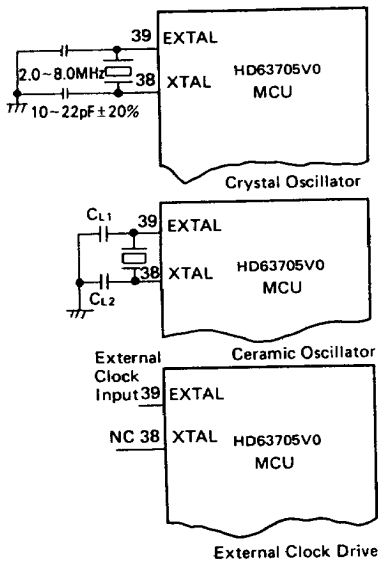 39 EXTAL
2.0~8.0MHz
38 XTAL
HD63705V0
MCU
10~22pF±20%
Crystal Oscillator
CL1
39 EXTAL
38 XTAL
HD63705V0
MCU
CL2
Ceramic Oscillator
External
Clock
Input 39 EXTAL
NC 38 XTAL
HD63705V0
MCU
External Clock Drive